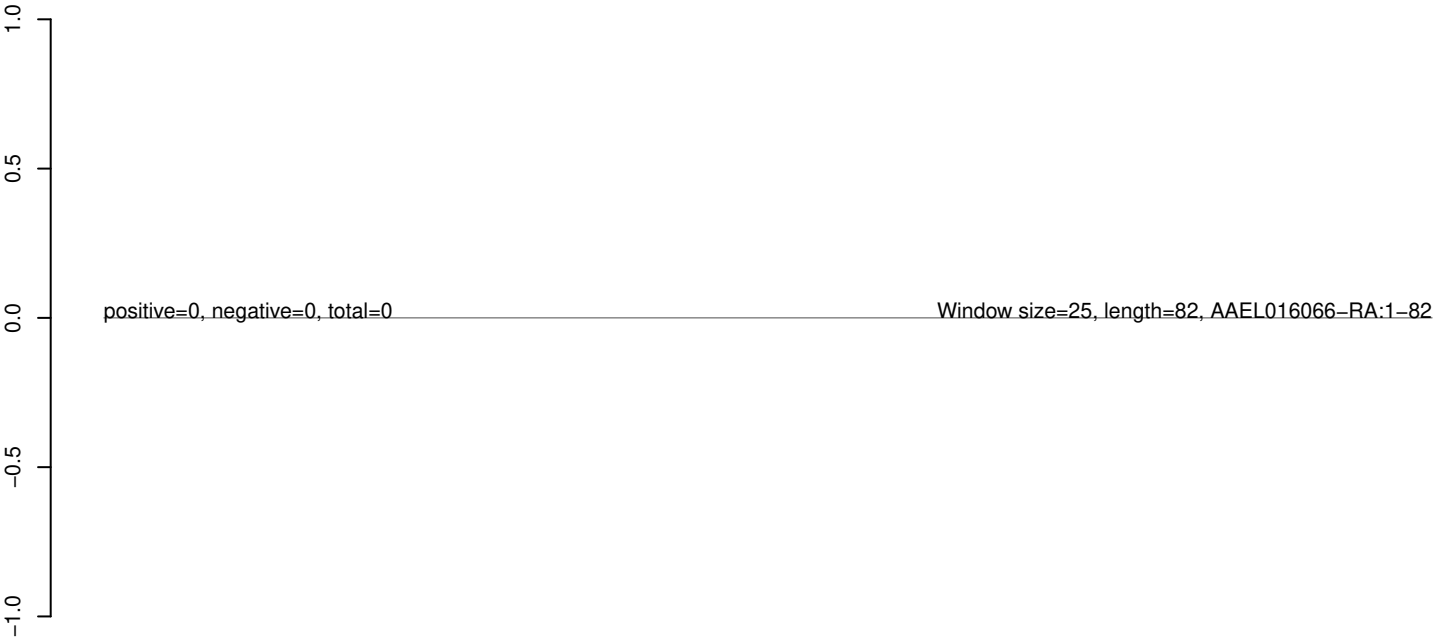 1.0
0.5
0.0
−0.5
−1.0
positive=0, negative=0, total=0
Window size=25, length=82, AAEL016066−RA:1−82